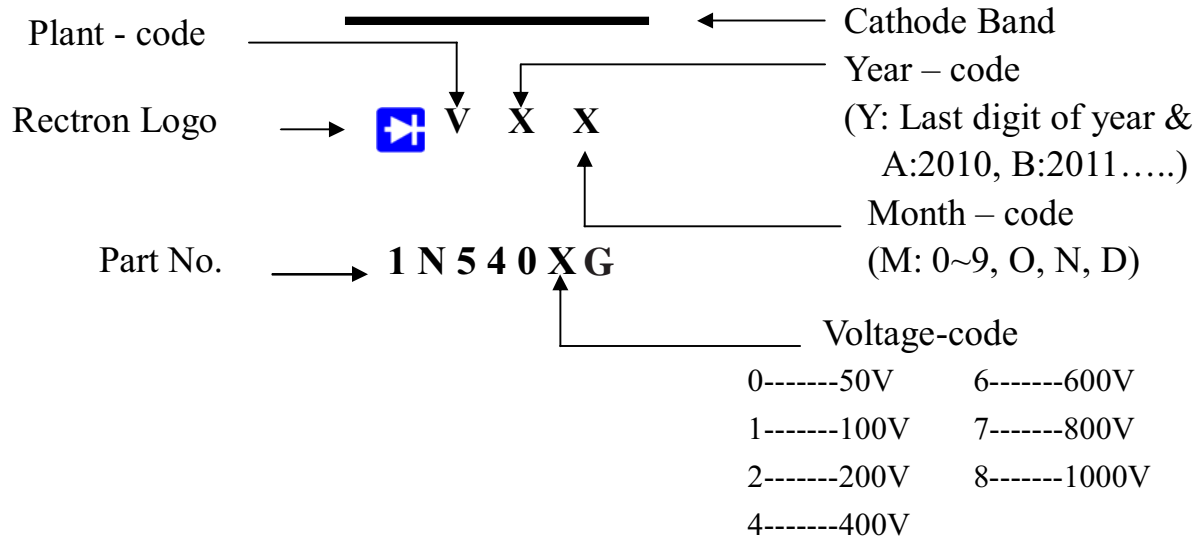 Cathode Band
Plant - code
Year – code
Rectron Logo
V X X
(Y: Last digit of year &
A:2010, B:2011…..)
Month – code
(M: 0~9, O, N, D)
Part No.
1 N 5 4 0 X G
Voltage-code
0-------50V 6-------600V
1-------100V 7-------800V
2-------200V 8-------1000V
4-------400V